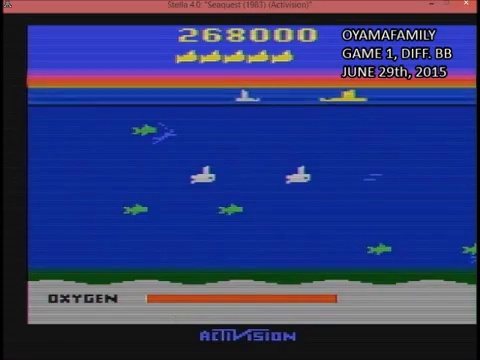 Stella 4.0: "Seaquest (1983) (Activision)"
268000
OYAMAFAMILY
GAME 1, DIFF. BB
JUNE 29th, 2015
OXYGEN
ACTIVISION